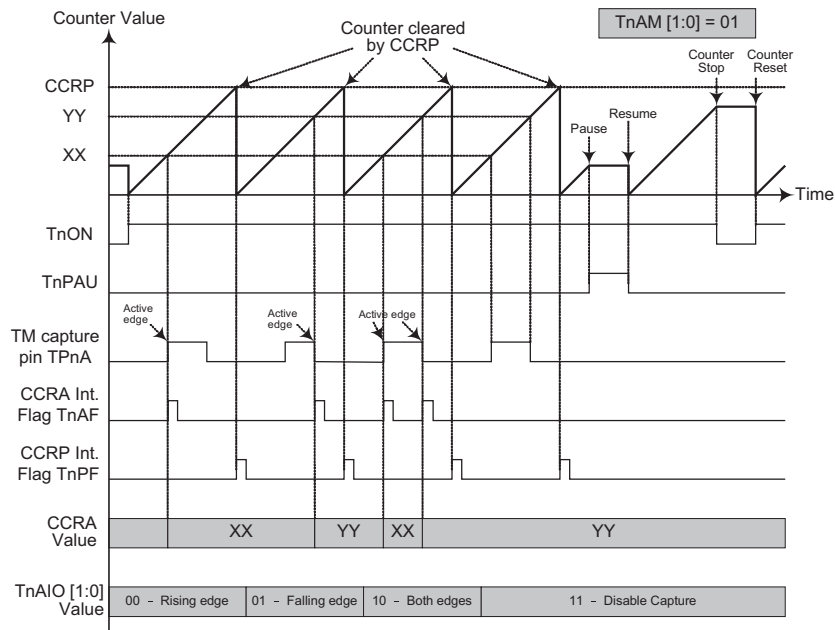 Counter Value
TnAM [1:0] = 01
Counter cleared
by CCRP
Counter
Stop
Counter
Reset
CCRP
YY
Pause
Resume
XX
Time
TnON
TnPAU
Active
edge
Active
edge
Active edge
TM capture
pin TPnA
CCRA Int.
Flag TnAF
CCRP Int.
Flag TnPF
CCRA
Value
XX
YY
XX
YY
TnAIO [1:0]
Value
00 - Rising edge
01 - Falling edge
10 - Both edges
11 - Disable Capture